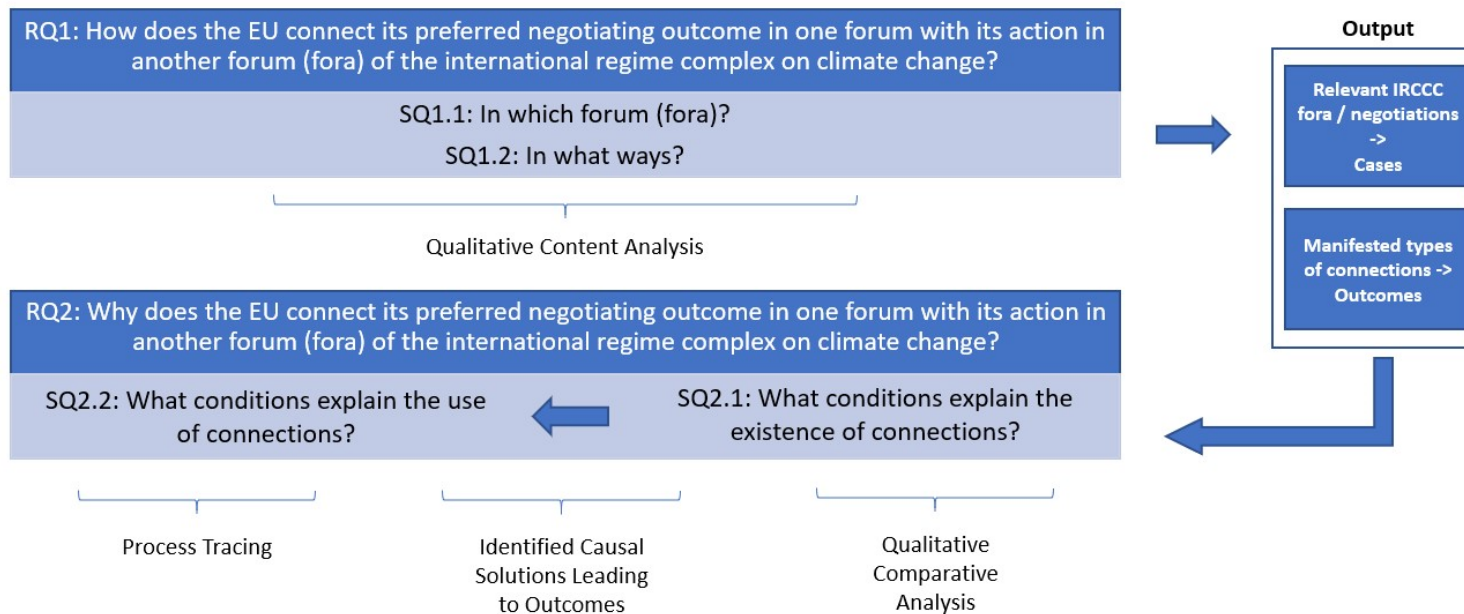 RQ1: How does the EU connect its preferred negotiating outcome in one forum with its action in
another forum (fora) of the international regime complex on climate change?
SQ1.1: In which forum (fora)?
SQ1.2: In what ways?
Qualitative Content Analysis
Output
Relevant IRCCC
fora / negotiations
->
Cases
Manifested types
of connections ->
Outcomes
RQ2: Why does the EU connect its preferred negotiating outcome in one forum with its action in
another forum (fora) of the international regime complex on climate change?
SQ2.2: What conditions explain the use
of connections?
SQ2.1: What conditions explain the
existence of connections?
Process Tracing
Identified Causal
Solutions Leading
to Outcomes
Qualitative
Comparative
Analysis